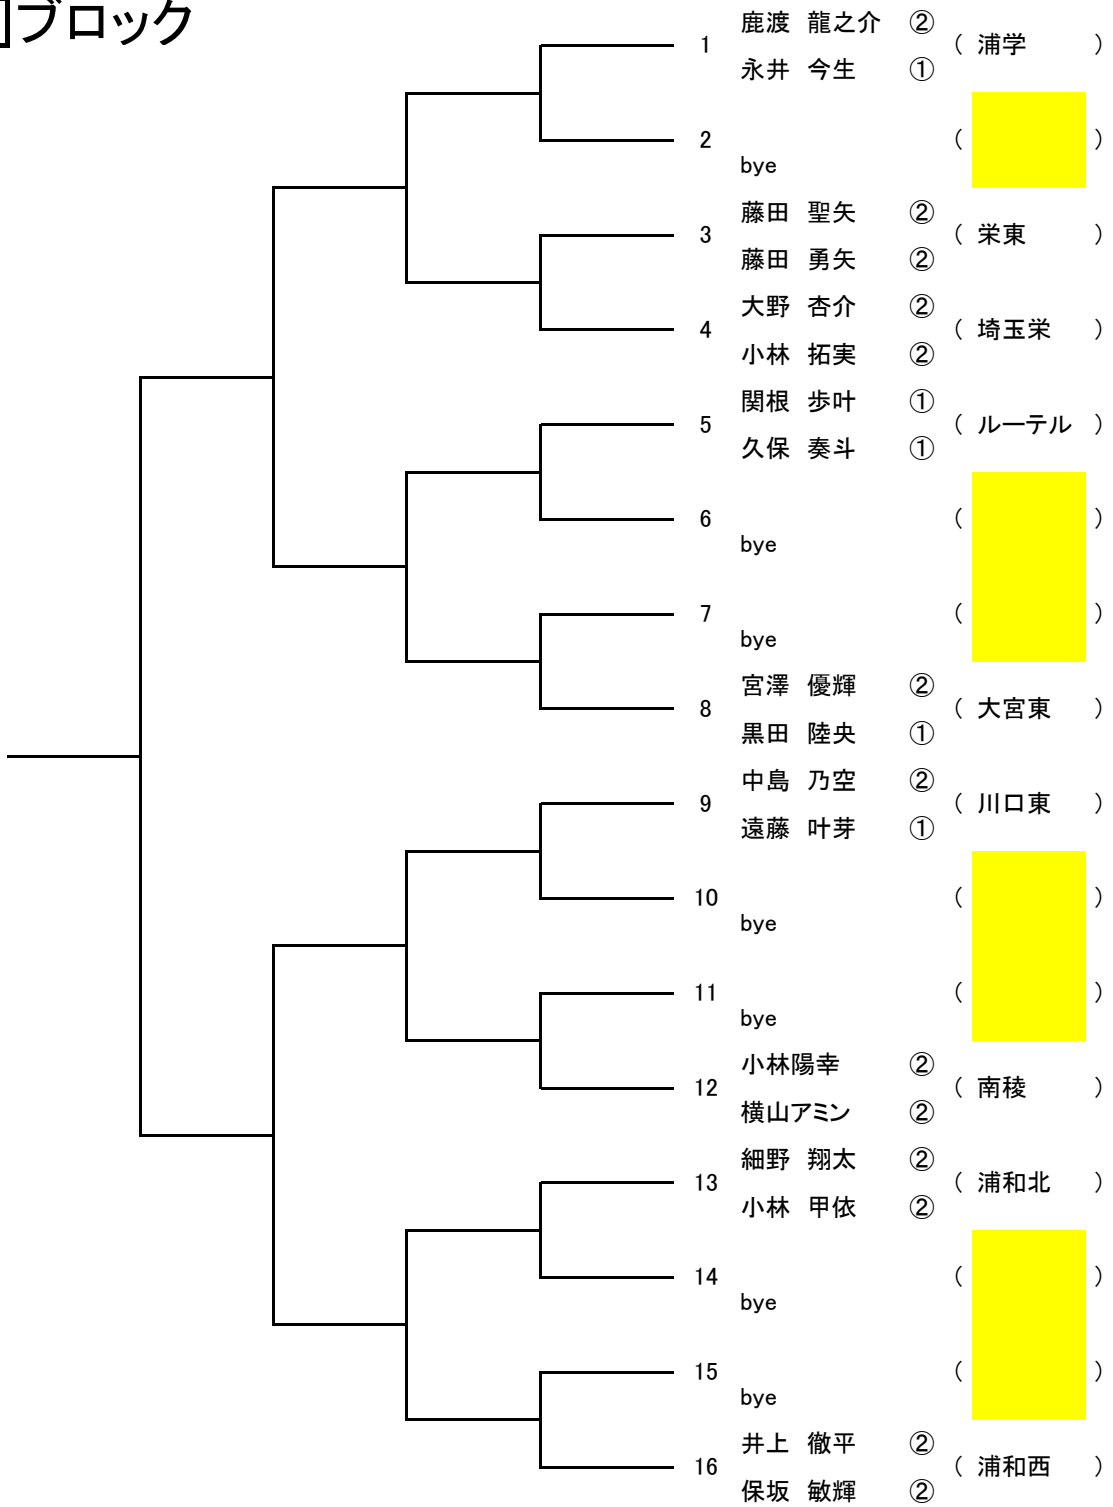 ブロック
鹿渡 龍之介 ②
1 ( 浦学 )
永井 今生 ①
2 ( )
bye
藤田 聖矢 ②
3 ( 栄東 )
藤田 勇矢 ②
大野 杏介 ②
4 ( 埼玉栄 )
小林 拓実 ②
関根 歩叶 ①
5 ( ルーテル )
久保 奏斗 ①
6 ( )
bye
7 ( )
bye
宮澤 優輝 ②
8 ( 大宮東 )
黒田 陸央 ①
中島 乃空 ②
9 ( 川口東 )
遠藤 叶芽 ①
10 ( )
bye
11 ( )
bye
小林陽幸 ②
12 ( 南稜 )
横山アミン ②
細野 翔太 ②
13 ( 浦和北 )
小林 甲依 ②
14 ( )
bye
15 ( )
bye
井上 徹平 ②
16 ( 浦和西 )
保坂 敏輝 ②